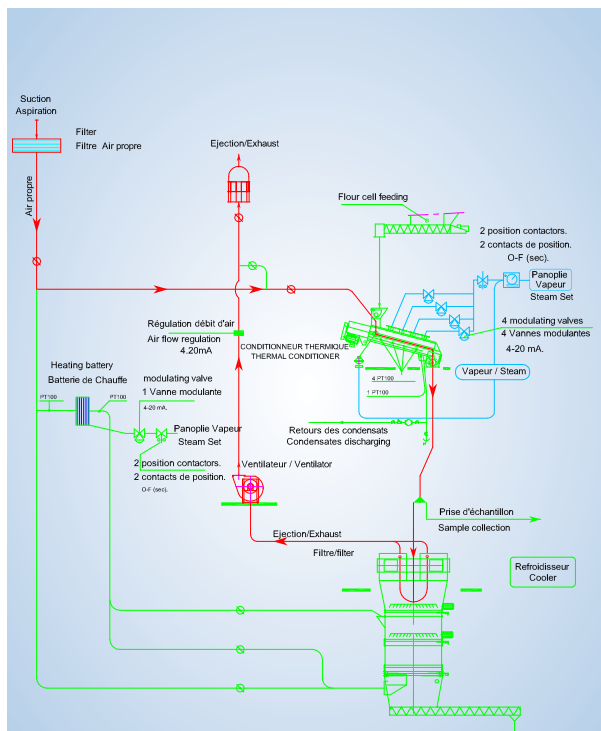 Suction
Aspiration
Filter
Filtre Air propre
Air propre
Ejection/Exhaust
Flour cell feeding
2 position contactors.
2 contacts de position.
O-F (sec).
Panoplie
Vapeur
Steam Set
4 modulating valves
4 Vannes modulantes
4-20 mA.
Régulation débit d'air
Air flow regulation
4.20mA
CONDITIONNEUR THERMIQUE
THERMAL CONDITIONER
Vapeur / Steam
4 PT100
1 PT100
Heating battery
Batterie de Chauffe
PT100
PT100
modulating valve
1 Vanne modulante
4-20 mA.
Panoplie Vapeur
Steam Set
2 position contactors.
2 contacts de position.
O-F (sec).
Retours des condensats
Condensates discharging
Ventilateur / Ventilator
Prise d'échantillon
Sample collection
Ejection/Exhaust
Filtre/filter
Refroidisseur
Cooler